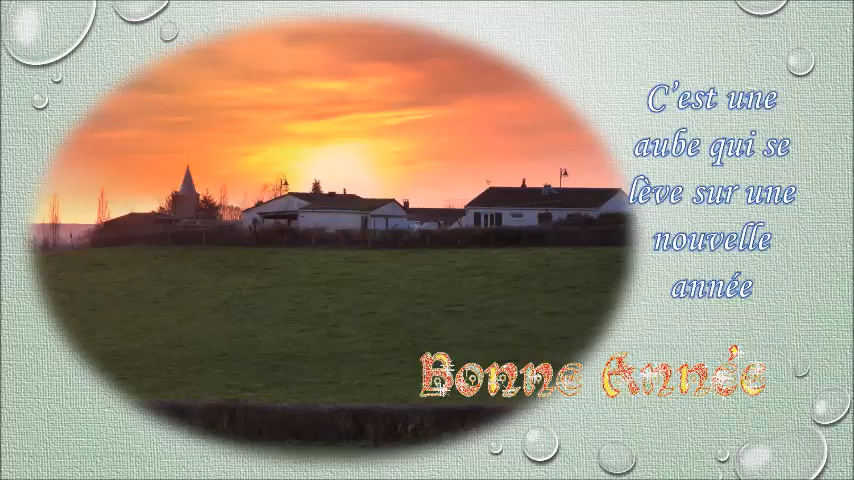 C'est une
aube qui se
lève sur une
nouvelle
année
Bonne Année